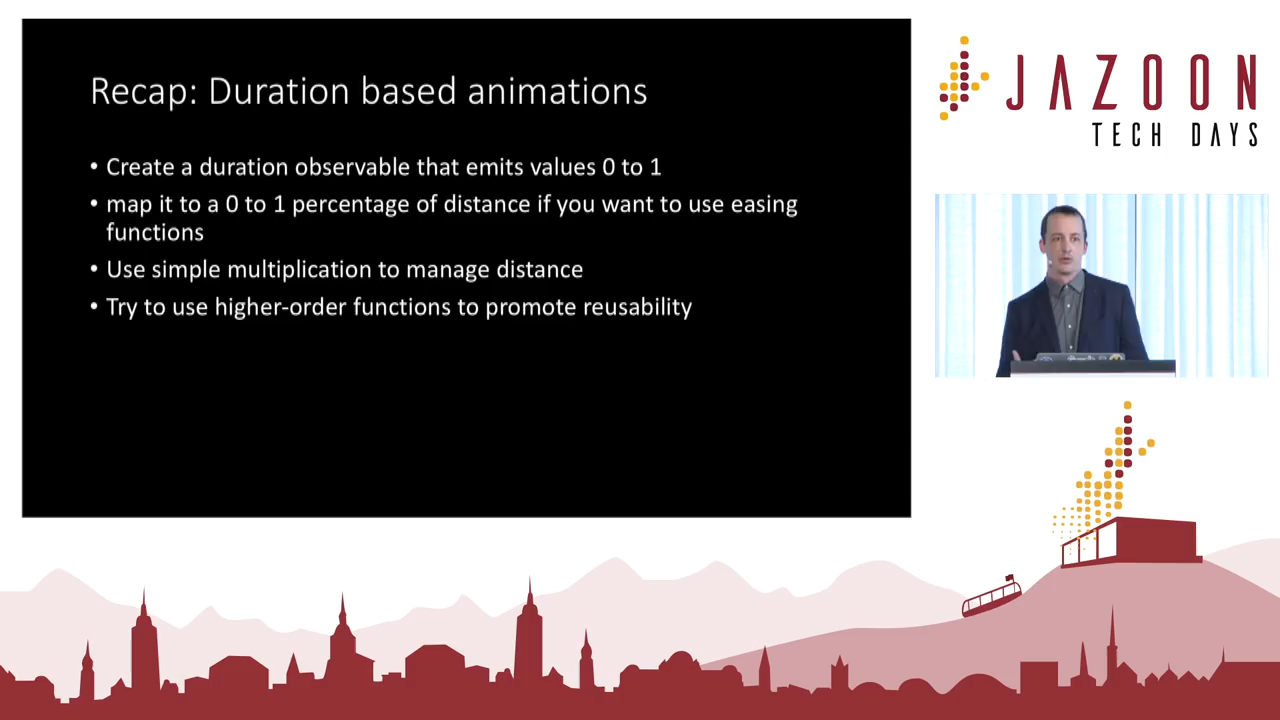 Recap: Duration based animations
• Create a duration observable that emits values 0 to 1
• map it to a 0 to 1 percentage of distance if you want to use easing
functions
• Use simple multiplication to manage distance
• Try to use higher-order functions to promote reusability
JAZOON
TECH DAYS